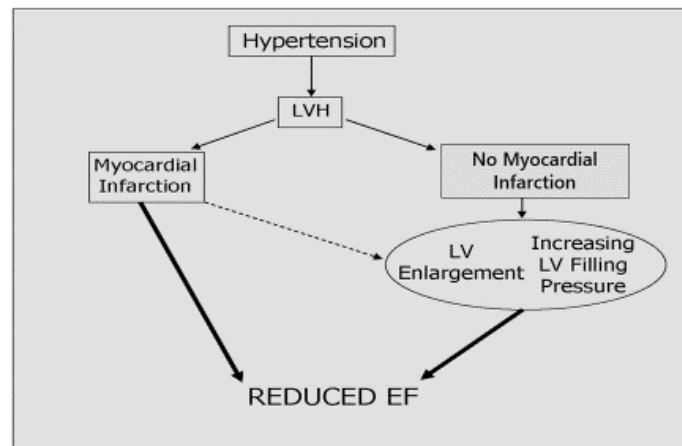 Hypertension
LVH
Myocardial
Infarction
No Myocardial
Infarction
LV
Enlargement
Increasing
LV Filling
Pressure
REDUCED EF